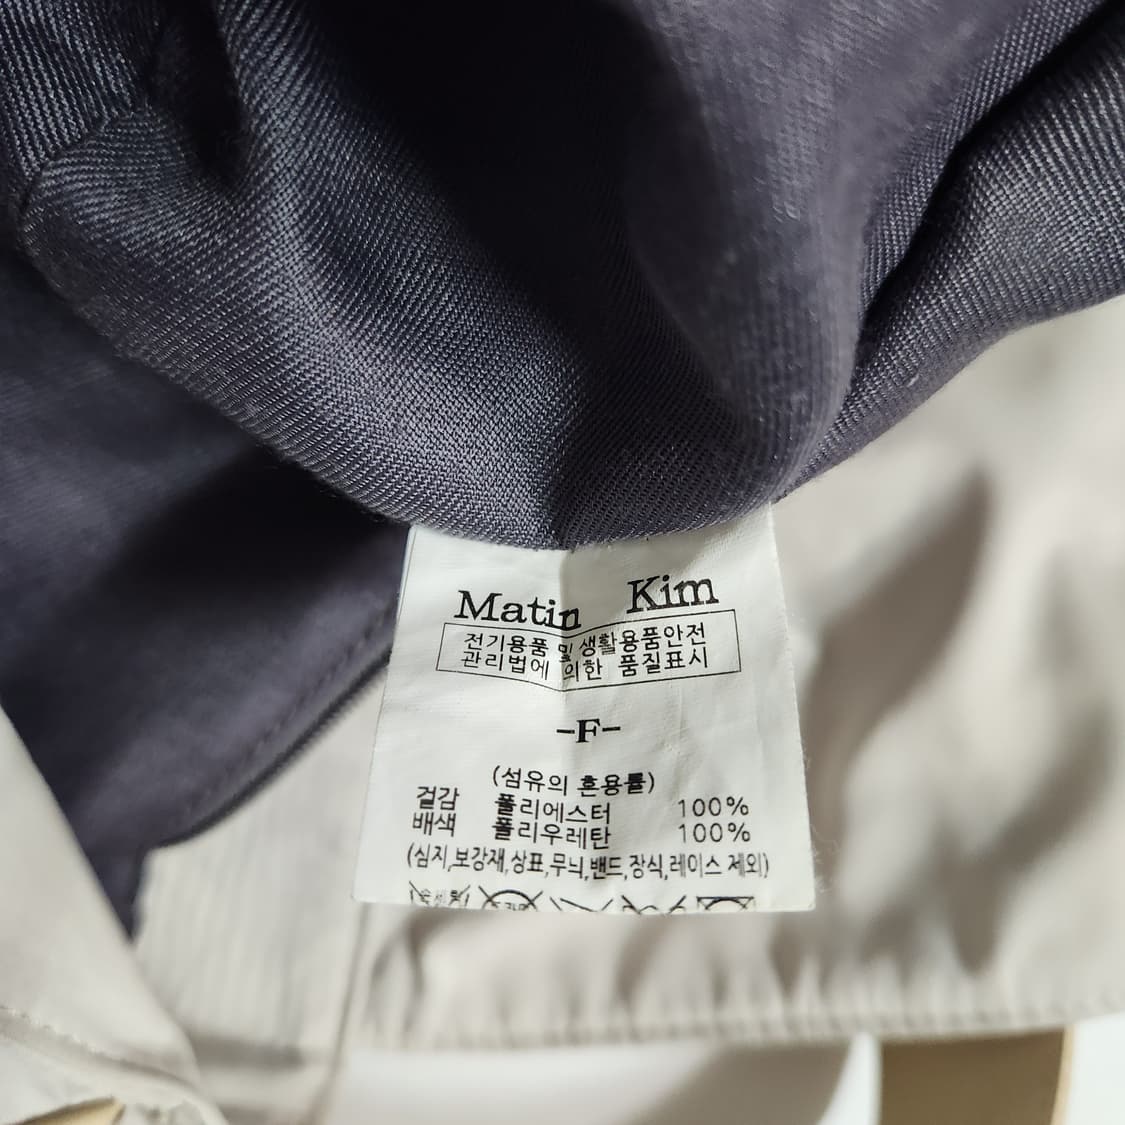 Matin Kim
전기용품 및 생활용품안전
관리법에 의한 품질표시
-F-
(섬유의 혼용률)
겉감 폴리에스터 100%
배색 폴리우레탄 100%
(심지,보강재,상표,무늬,밴드,장식,레이스 제외)